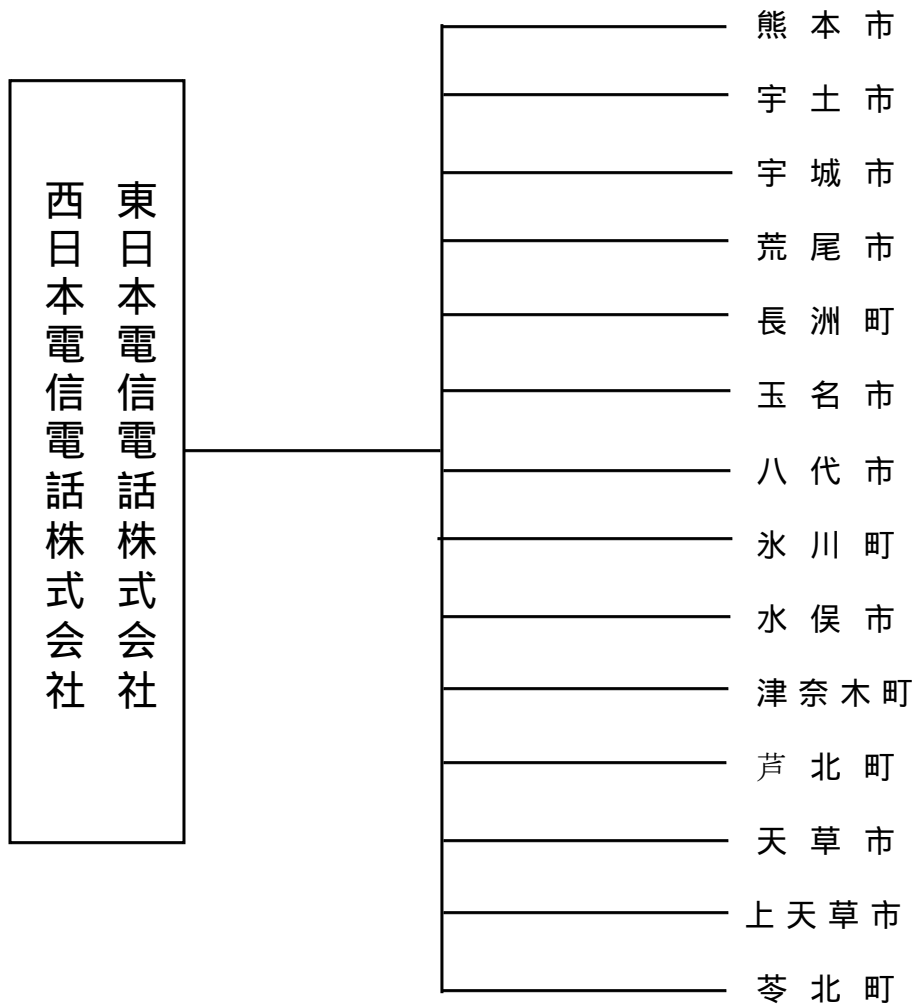 東日本電信電話株式会社
西日本電信電話株式会社
熊本市
宇土市
宇城市
荒尾市
長洲町
玉名市
八代市
氷川町
水俣市
津奈木町
芦北町
天草市
上天草市
苓北町